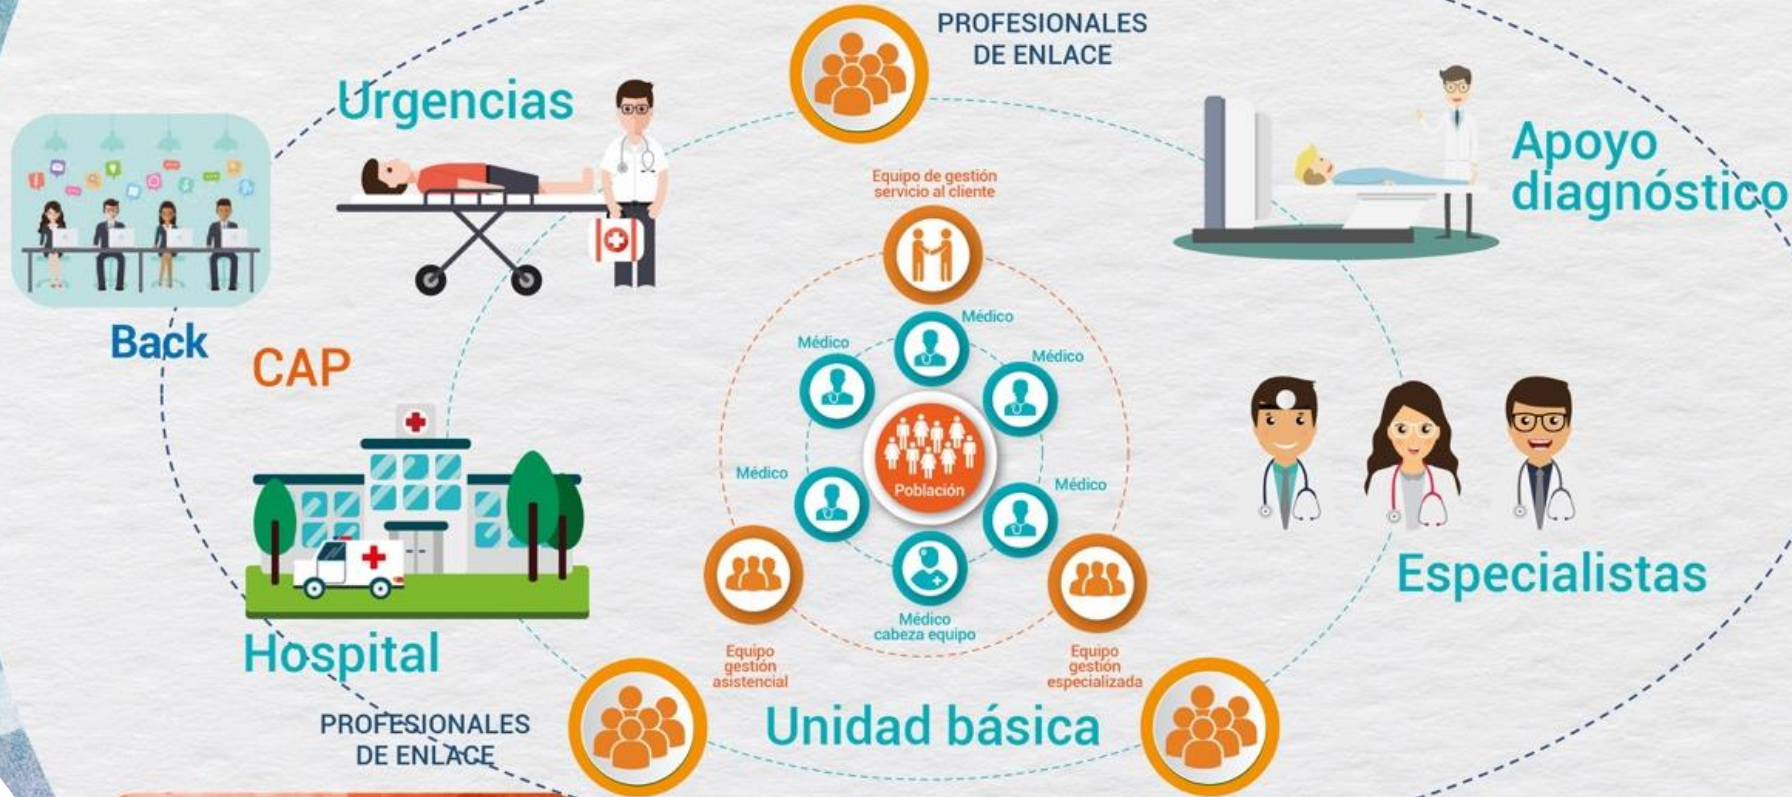 PROFESIONALES
DE ENLACE
Urgencias
Apoyo
diagnóstico
Equipo de gestión
servicio al cliente
Médico
Médico
Médico
Back
CAP
Médico
Población
Médico
Especialistas
Médico
cabeza equipo
Hospital
Equipo
gestión
asistencial
Equipo
gestión
especializada
PROFESIONALES
DE ENLACE
Unidad básica